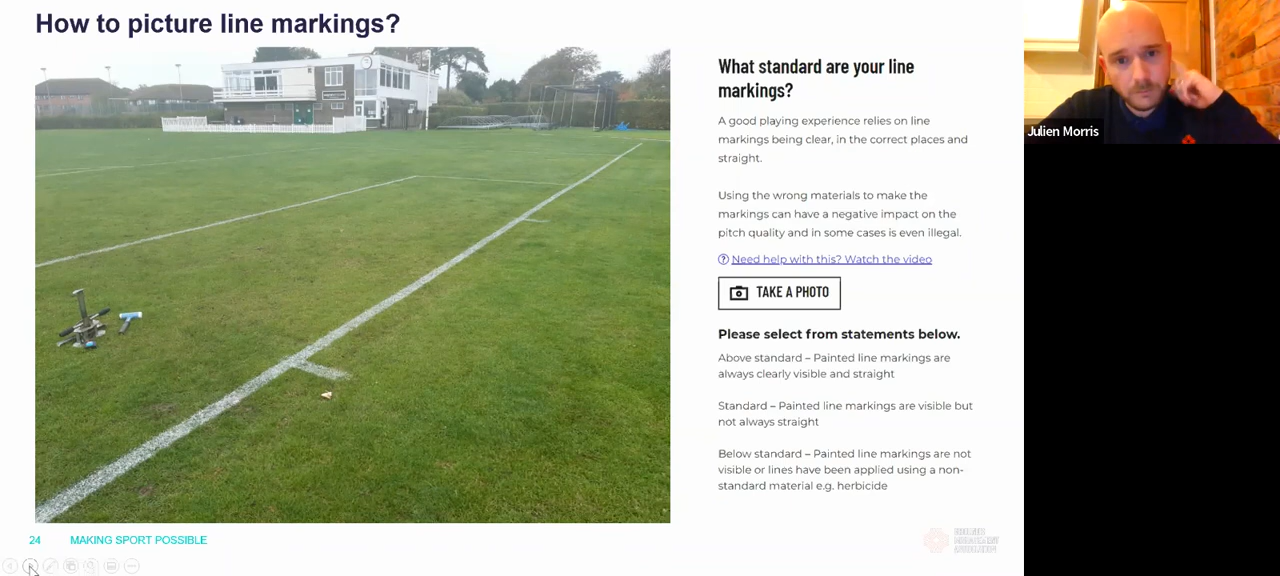 How to picture line markings?
What standard are your line
markings?
A good playing experience relies on line
markings being clear, in the correct places and
straight.
Using the wrong materials to make the
markings can have a negative impact on the
pitch quality and in some cases is even illegal.
? Need help with this? Watch the video
TAKE A PHOTO
Please select from statements below.
Above standard – Painted line markings are
always clearly visible and straight
Standard – Painted line markings are visible but
not always straight
Below standard – Painted line markings are not
visible or lines have been applied using a non-
standard material e.g. herbicide
24 MAKING SPORT POSSIBLE
Julien Morris